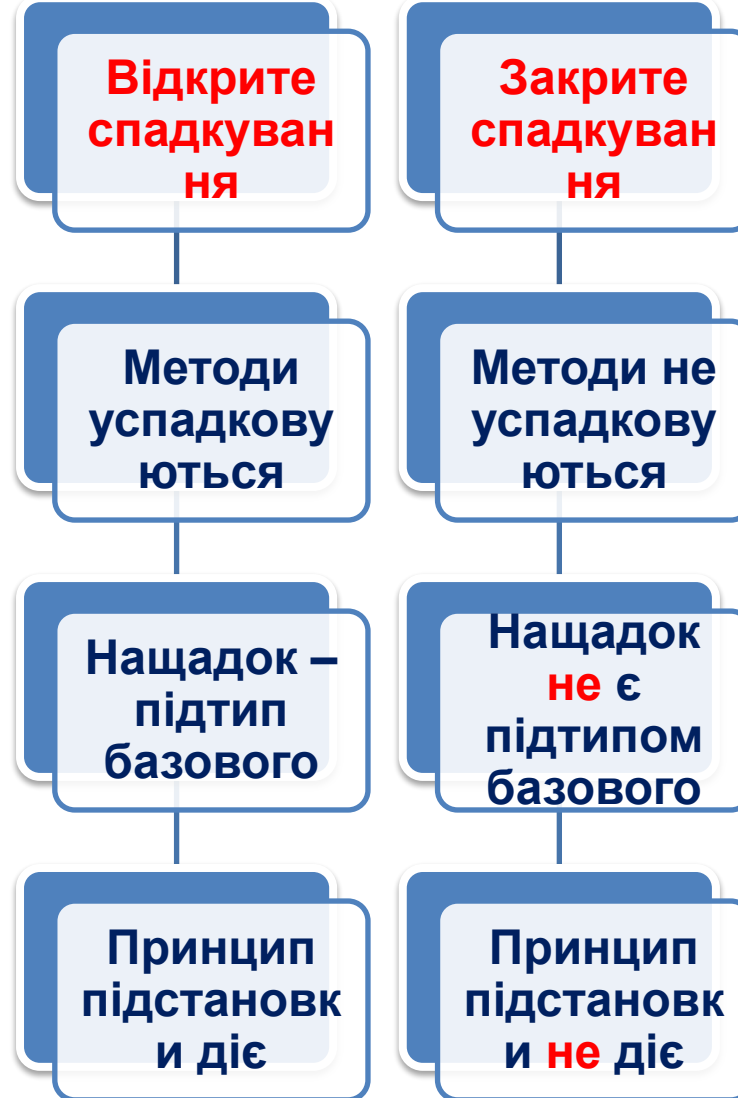 Відкрите
спадкуван
ня
Методи
успадкову
ються
Нащадок –
підтип
базового
Принцип
підстановк
и діє
Закрите
спадкуван
ня
Методи не
успадкову
ються
Нащадок
не є
підтипом
базового
Принцип
підстановк
и не діє